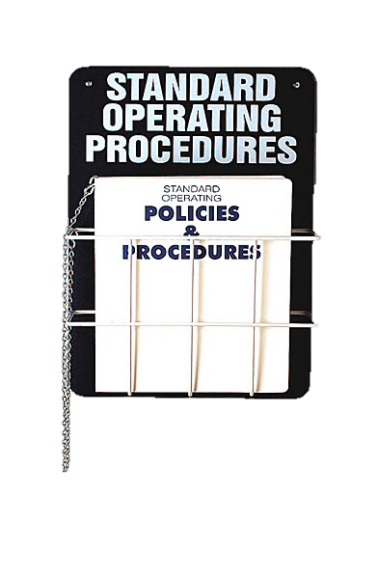 STANDARD
OPERATING
PROCEDURES
STANDARD
OPERATING
POLICIES
&
PROCEDURES